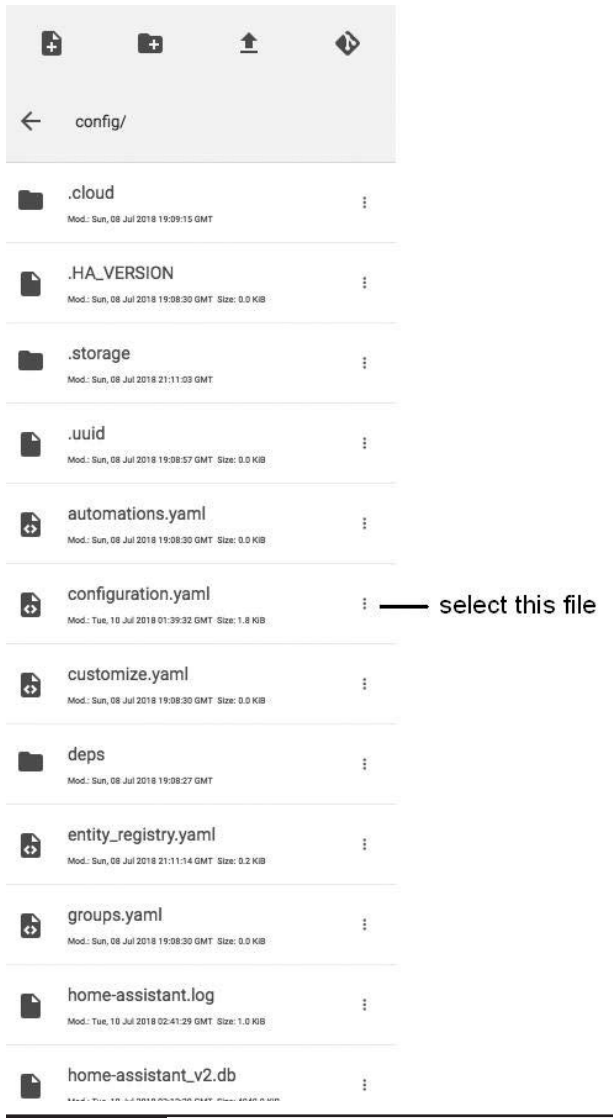 config/
.cloud
Mod.: Sun, 08 Jul 2018 19:09:15 GMT
.HA_VERSION
Mod.: Sun, 08 Jul 2018 19:08:30 GMT Size: 0.0 KiB
.storage
Mod.: Sun, 08 Jul 2018 21:11:03 GMT
.uuid
Mod.: Sun, 08 Jul 2018 19:08:57 GMT Size: 0.0 KiB
automations.yaml
Mod.: Sun, 08 Jul 2018 19:08:30 GMT Size: 0.0 KiB
configuration.yaml
Mod.: Tue, 10 Jul 2018 01:39:32 GMT Size: 1.8 KiB
select this file
customize.yaml
Mod.: Sun, 08 Jul 2018 19:08:30 GMT Size: 0.0 KiB
deps
Mod.: Sun, 08 Jul 2018 19:08:27 GMT
entity_registry.yaml
Mod.: Sun, 08 Jul 2018 21:11:14 GMT Size: 0.2 KiB
groups.yaml
Mod.: Sun, 08 Jul 2018 19:08:30 GMT Size: 0.0 KiB
home-assistant.log
Mod.: Tue, 10 Jul 2018 02:41:29 GMT Size: 1.0 KiB
home-assistant_v2.db